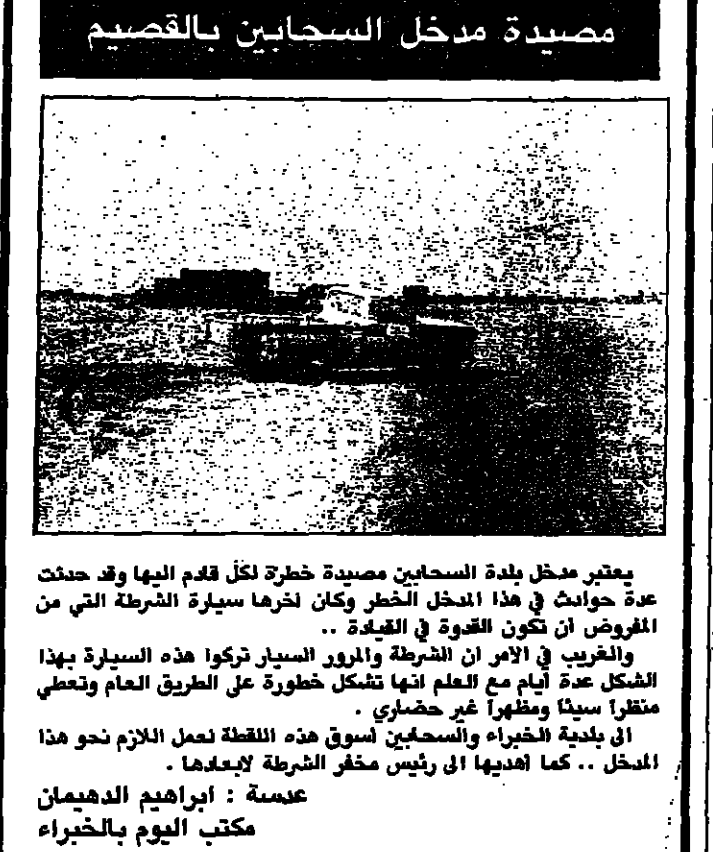 مصيدة مدخل السحابين بالقصيم
يعتبر مدخل بلدة السحابين مصيدة خطرة لكل قادم اليها وقد حدثت
عدة حوادث في هذا المدخل الخطر وكان آخرها سيارة الشرطة التي من
المفروض ان تكون القدوة في القيادة ..
والغريب في الامر ان الشرطة والمرور السيار تركوا هذه السيارة بهذا
الشكل عدة أيام مع العلم انها تشكل خطورة على الطريق العام وتعطي
منظراً سيئا ومظهراً غير حضاري .
الى بلدية الخبراء والسحابين أسوق هذه اللقطة لعمل اللازم نحو هذا
المدخل .. كما أهديها الى رئيس مخفر الشرطة لابعادها .
عدسة : ابراهيم الدهيمان
مكتب اليوم بالخبراء